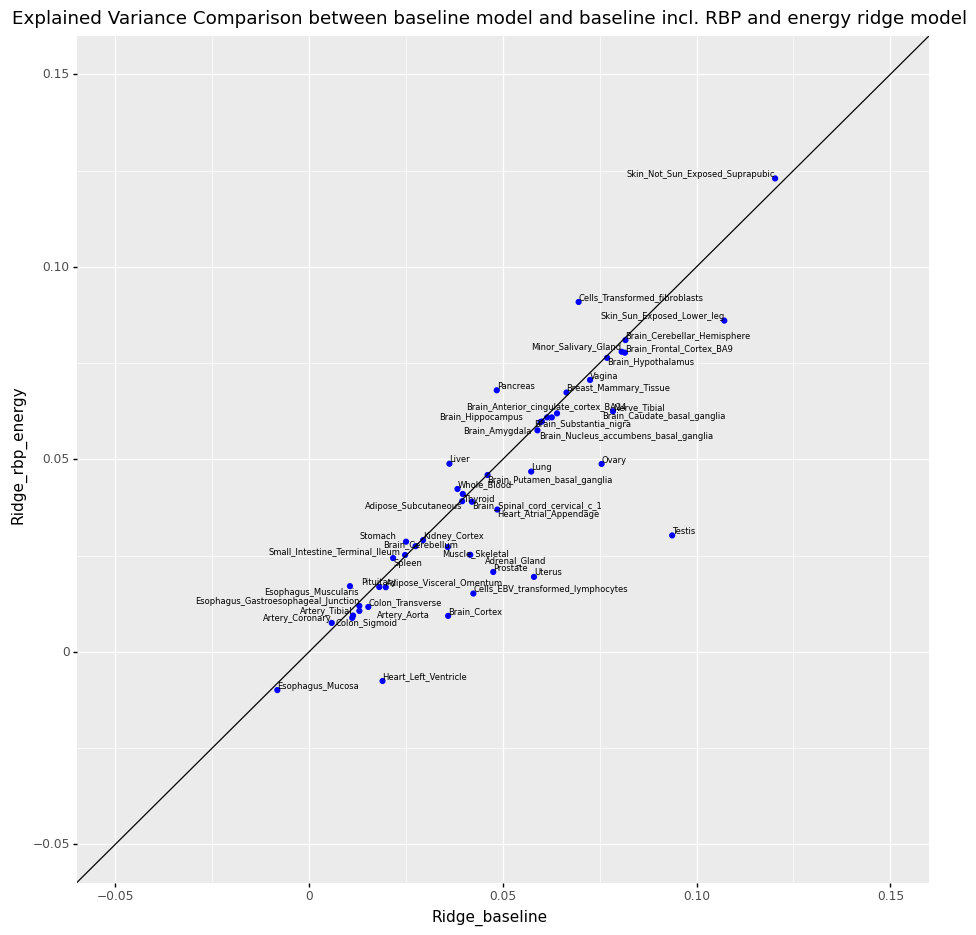 Explained Variance Comparison between baseline model and baseline incl. RBP and energy ridge model
0.15
Skin_Not_Sun_Exposed_Suprapubic
0.10
Cells_Transformed_fibroblasts
Skin_Sun_Exposed_Lower_leg
Brain_Cerebellar_Hemisphere
Minor_Salivary_Gland
Brain_Frontal_Cortex_BA9
Brain_Hypothalamus
Vagina
Pancreas
Breast_Mammary_Tissue
Brain_Anterior_cingulate_cortex_BA24
Nerve_Tibial
Brain_Hippocampus
Brain_Caudate_basal_ganglia
Brain_Substantia_nigra
Brain_Amygdala
Brain_Nucleus_accumbens_basal_ganglia
0.05
Liver
Ovary
Lung
Brain_Putamen_basal_ganglia
Whole_Blood
Thyroid
Adipose_Subcutaneous
Brain_Spinal_cord_cervical_c_1
Heart_Atrial_Appendage
Testis
Stomach
Kidney_Cortex
Brain_Cerebellum
Small_Intestine_Terminal_Ileum
Muscle_Skeletal
Spleen
Adrenal_Gland
Prostate
Uterus
Pituitary
Adipose_Visceral_Omentum
Esophagus_Muscularis
Cells_EBV_transformed_lymphocytes
Esophagus_Gastroesophageal_Junction
Colon_Transverse
Artery_Tibial
Artery_Aorta
Brain_Cortex
Artery_Coronary
Colon_Sigmoid
0
Heart_Left_Ventricle
Esophagus_Mucosa
−0.05
−0.05
0
0.05
0.10
0.15
Ridge_baseline
Ridge_rbp_energy